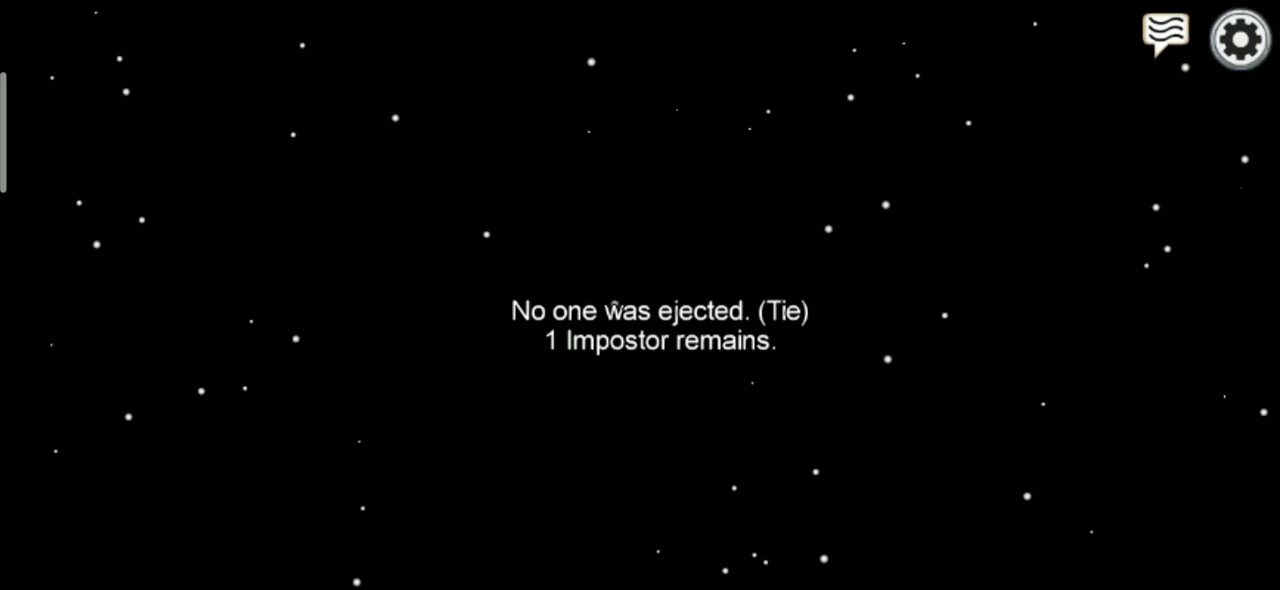 No one was ejected. (Tie)
1 Impostor remains.